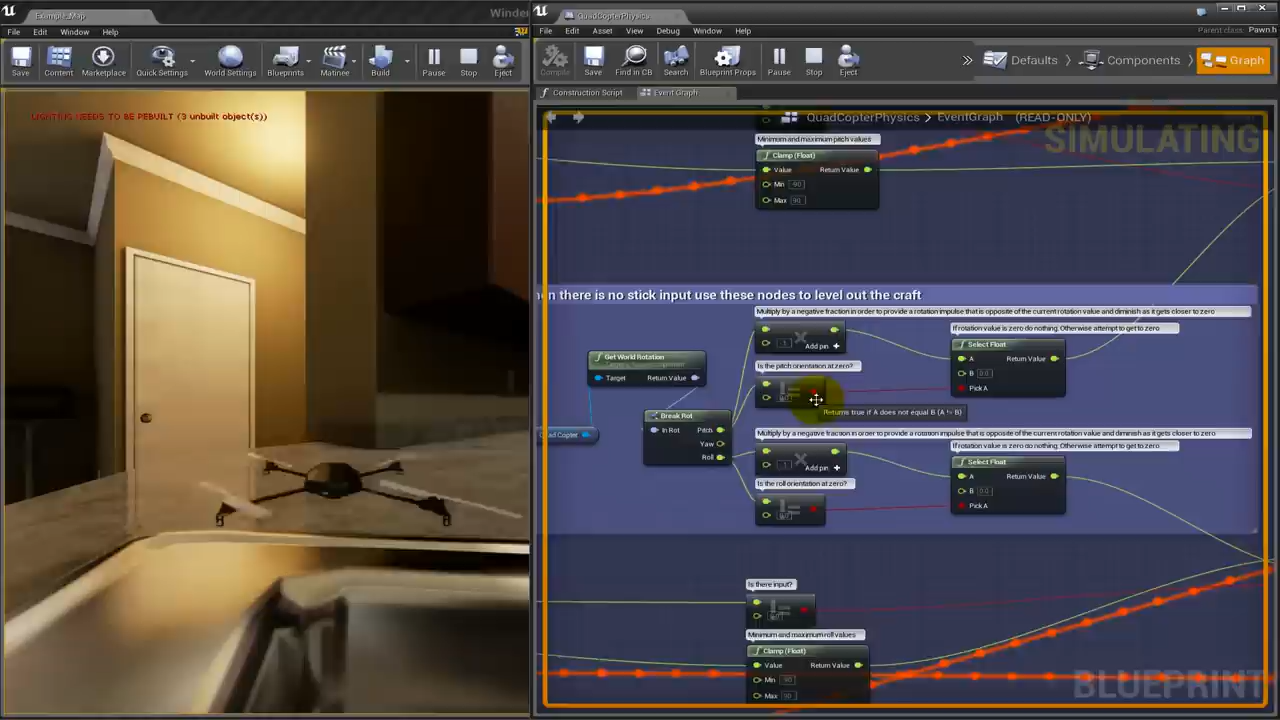 ExampleMap
Winder
File Edit Window Help
Save Content Marketplace Quick Settings World Settings Blueprints Matinee Build Pause Stop Eject
LIGHTING NEEDS TO BE REBUILT (3 unbuilt object(s))
QuadCopterPhysics
File Edit Asset View Debug Window Help
Parent class: Pawn.h
Compile Save Find in CB Search Blueprint Props Pause Stop Eject
Defaults Components Graph
Construction Script Event Graph
QuadCopterPhysics > EventGraph (READ-ONLY)
SIMULATING
Minimum and maximum pitch values
Clamp (Float)
Value Return Value
Min -90
Max 90
en there is no stick input use these nodes to level out the craft
Multiply by a negative fraction in order to provide a rotation impulse that is opposite of the current rotation value and diminish as it gets closer to zero
Add pin +
If rotation value is zero do nothing. Otherwise attempt to get to zero
Select Float
A Return Value
B 0.0
Pick A
Get World Rotation
Target Return Value
Is the pitch orientation at zero?
Returns true if A does not equal B (A != B)
Break Rot
In Rot Pitch
Yaw
Roll
Quad Copter
Multiply by a negative fraction in order to provide a rotation impulse that is opposite of the current rotation value and diminish as it gets closer to zero
Add pin +
If rotation value is zero do nothing. Otherwise attempt to get to zero
Select Float
A Return Value
B 0.0
Pick A
Is the roll orientation at zero?
Is there input?
Minimum and maximum roll values
Clamp (Float)
Value Return Value
Min -90
Max 90
BLUEPRINT